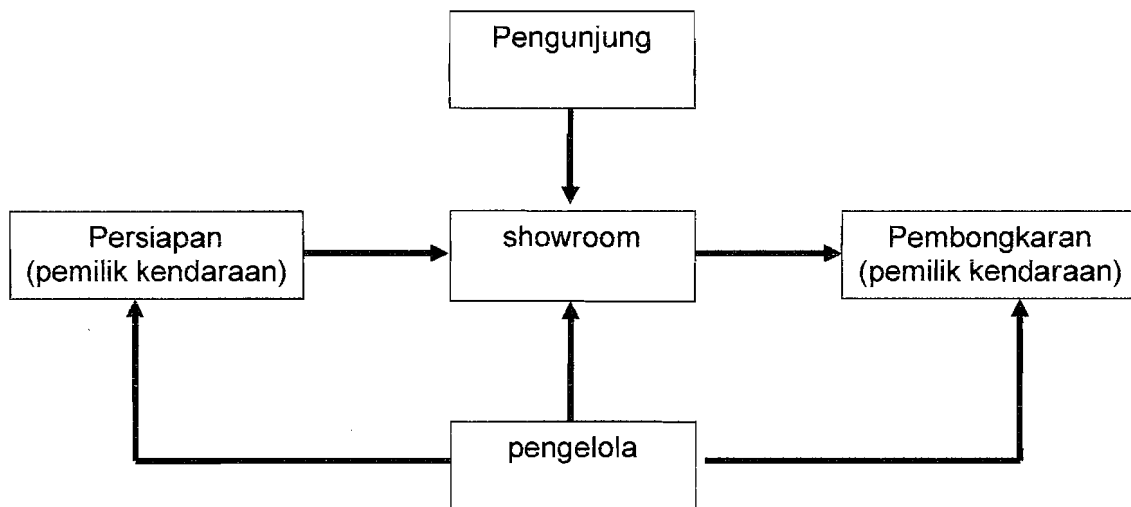 Pengunjung
Persiapan
(pemilik kendaraan)
showroom
Pembongkaran
(pemilik kendaraan)
pengelola